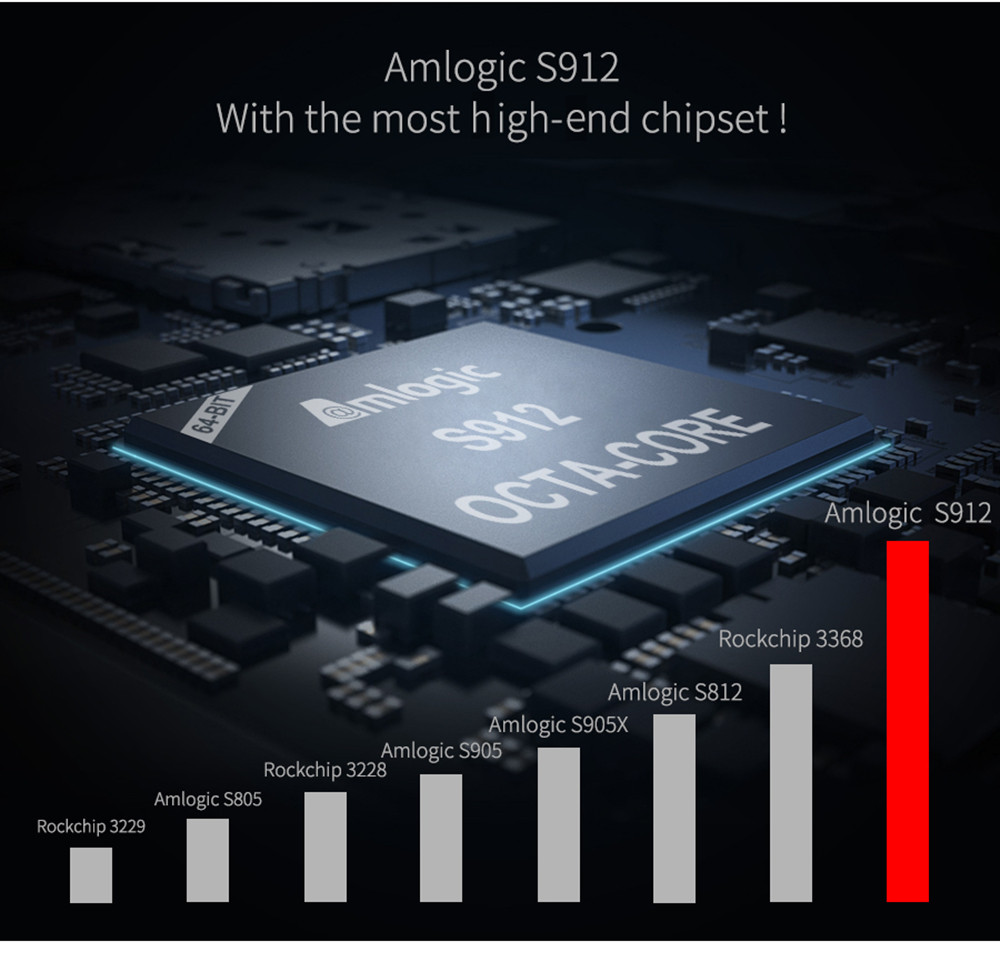 Amlogic S912
With the most high-end chipset !
64-BIT
@mlogic
S912
OCTA-CORE
Amlogic S912
Rockchip 3368
Amlogic S812
Amlogic S905X
Amlogic S905
Rockchip 3228
Amlogic S805
Rockchip 3229